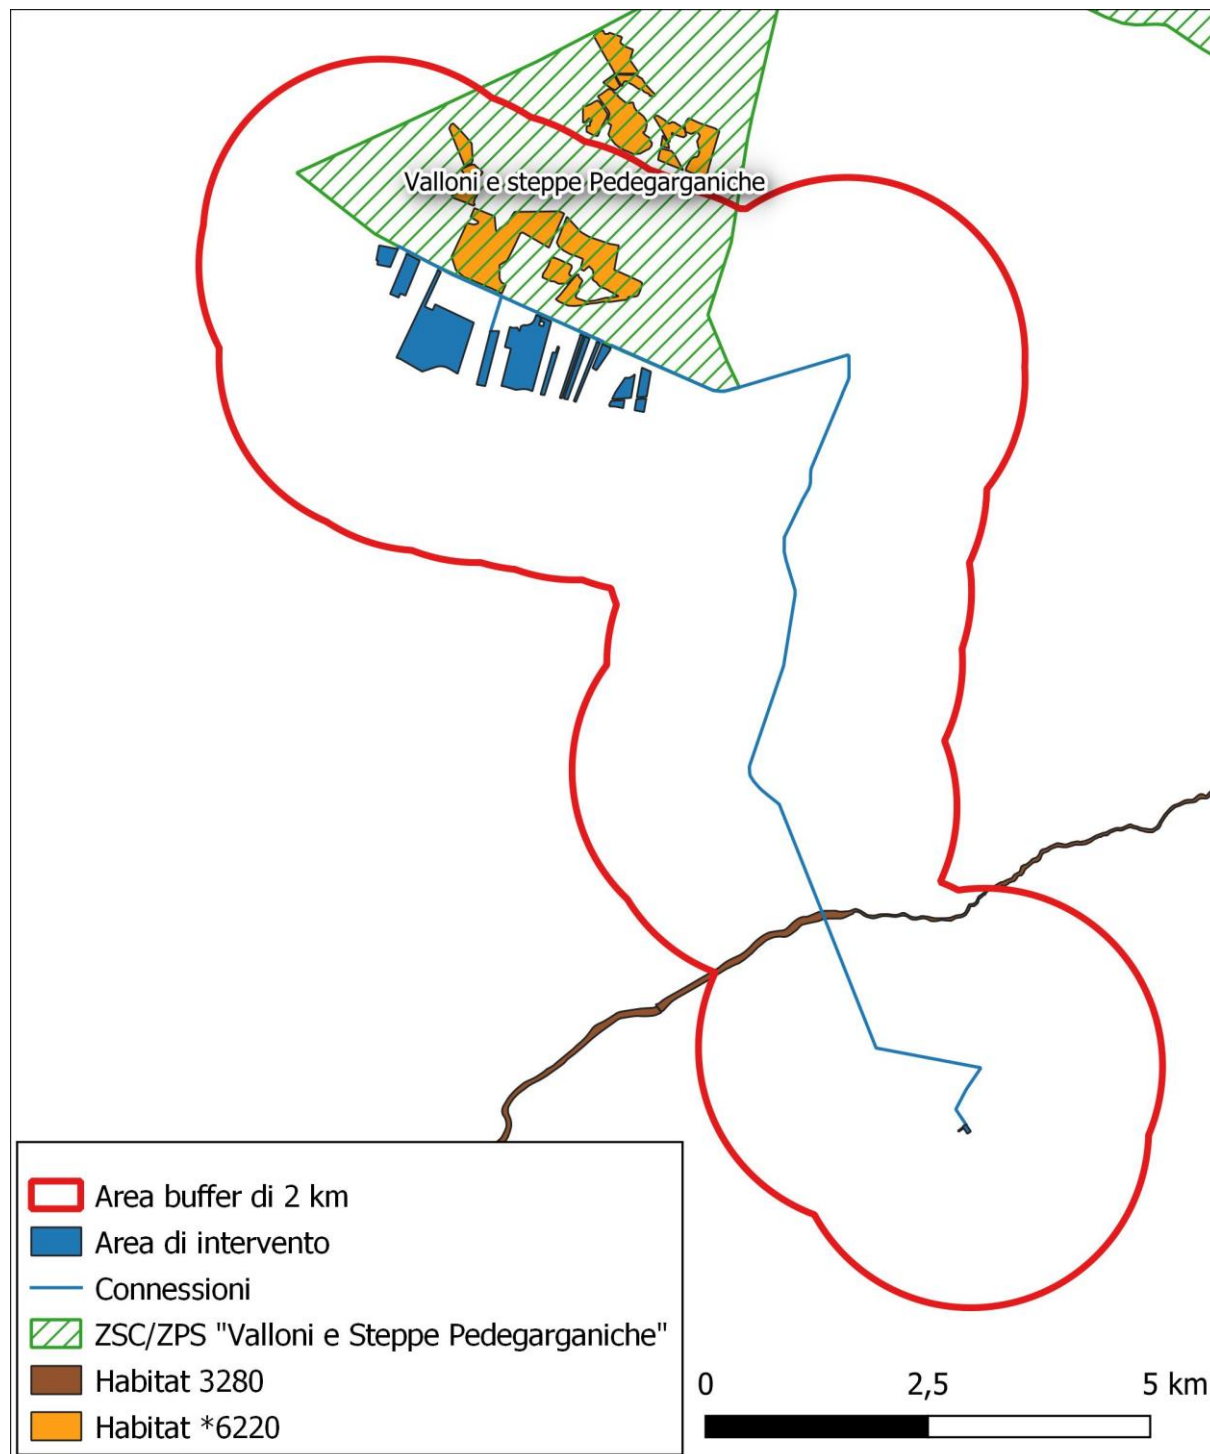 Valloni e steppe Pedegarganiche
Area buffer di 2 km
Area di intervento
Connessioni
ZSC/ZPS "Valloni e Steppe Pedegarganiche"
Habitat 3280
Habitat *6220
0 2,5 5 km